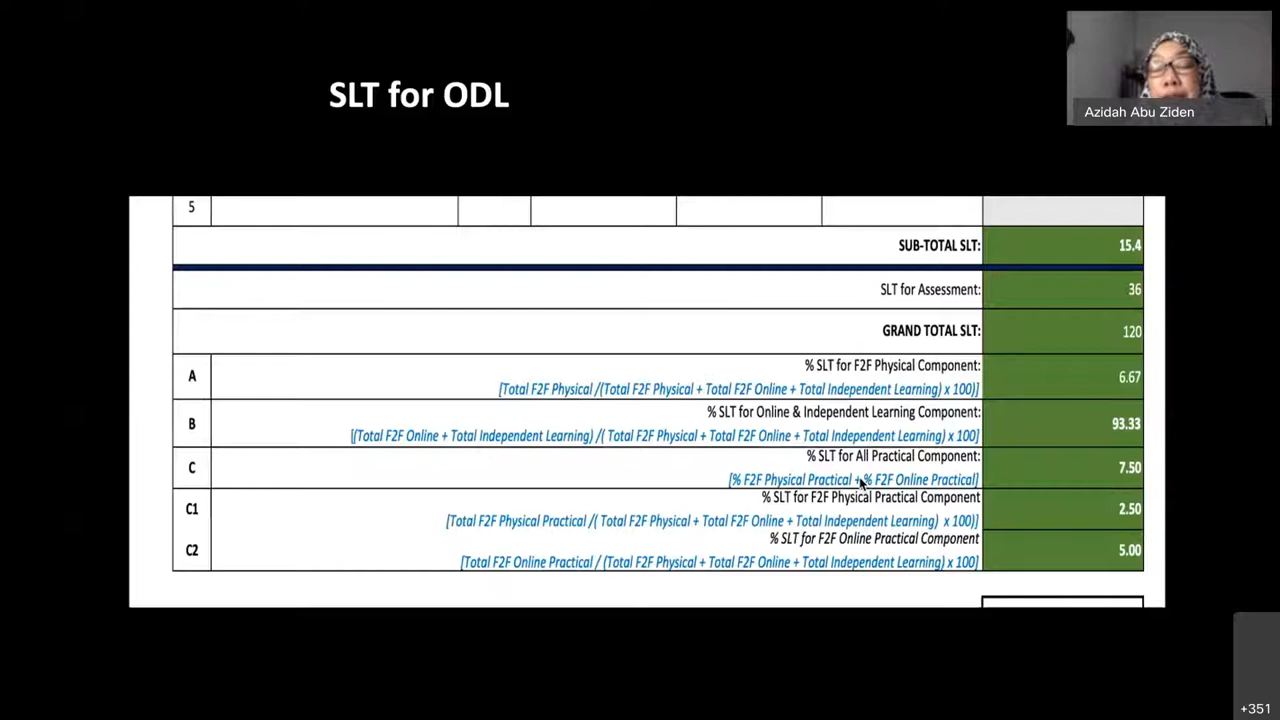 SLT for ODL
Azidah Abu Ziden
5
SUB-TOTAL SLT: 15.4
SLT for Assessment: 36
GRAND TOTAL SLT: 120
A % SLT for F2F Physical Component: 6.67
[Total F2F Physical /(Total F2F Physical + Total F2F Online + Total Independent Learning) x 100)]
B % SLT for Online & Independent Learning Component: 93.33
[(Total F2F Online + Total Independent Learning) /( Total F2F Physical + Total F2F Online + Total Independent Learning) x 100]
C % SLT for All Practical Component: 7.50
[% F2F Physical Practical + % F2F Online Practical]
C1 % SLT for F2F Physical Practical Component 2.50
[Total F2F Physical Practical /( Total F2F Physical + Total F2F Online + Total Independent Learning) x 100)]
C2 % SLT for F2F Online Practical Component 5.00
[Total F2F Online Practical / (Total F2F Physical + Total F2F Online + Total Independent Learning) x 100]
+351